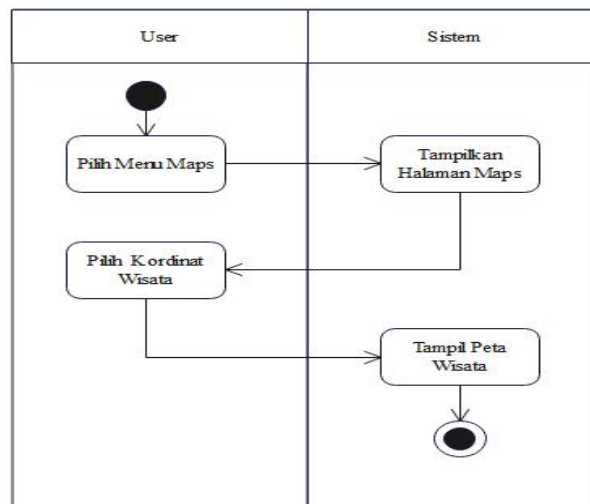 User
Sistem
Pilih Menu Maps
Tampilkan
Halaman Maps
Pilih Kordinat
Wisata
Tampil Peta
Wisata